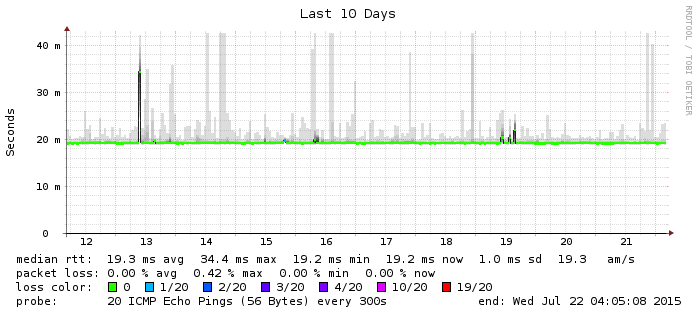 Last 10 Days
RRDTOOL / TOBI OETIKER
Seconds
40 m
30 m
20 m
10 m
0
12 13 14 15 16 17 18 19 20 21
median rtt: 19.3 ms avg 34.4 ms max 19.2 ms min 19.2 ms now 1.0 ms sd 19.3 am/s
packet loss: 0.00 % avg 0.42 % max 0.00 % min 0.00 % now
loss color: 0 1/20 2/20 3/20 4/20 10/20 19/20
probe: 20 ICMP Echo Pings (56 Bytes) every 300s end: Wed Jul 22 04:05:08 2015